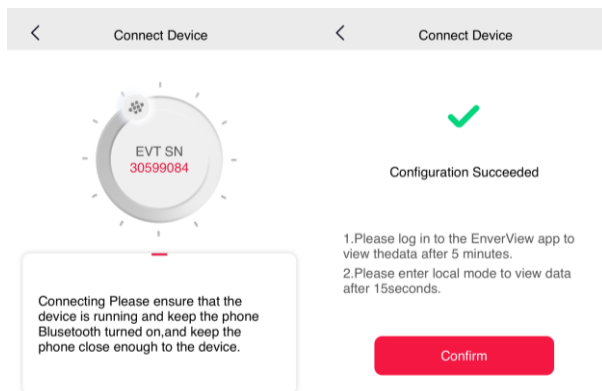 Connect Device
EVT SN
30599084
Connecting Please ensure that the
device is running and keep the phone
Blusetooth turned on,and keep the
phone close enough to the device.
Connect Device
Configuration Succeeded
1.Please log in to the EnverView app to
view thedata after 5 minutes.
2.Please enter local mode to view data
after 15seconds.
Confirm